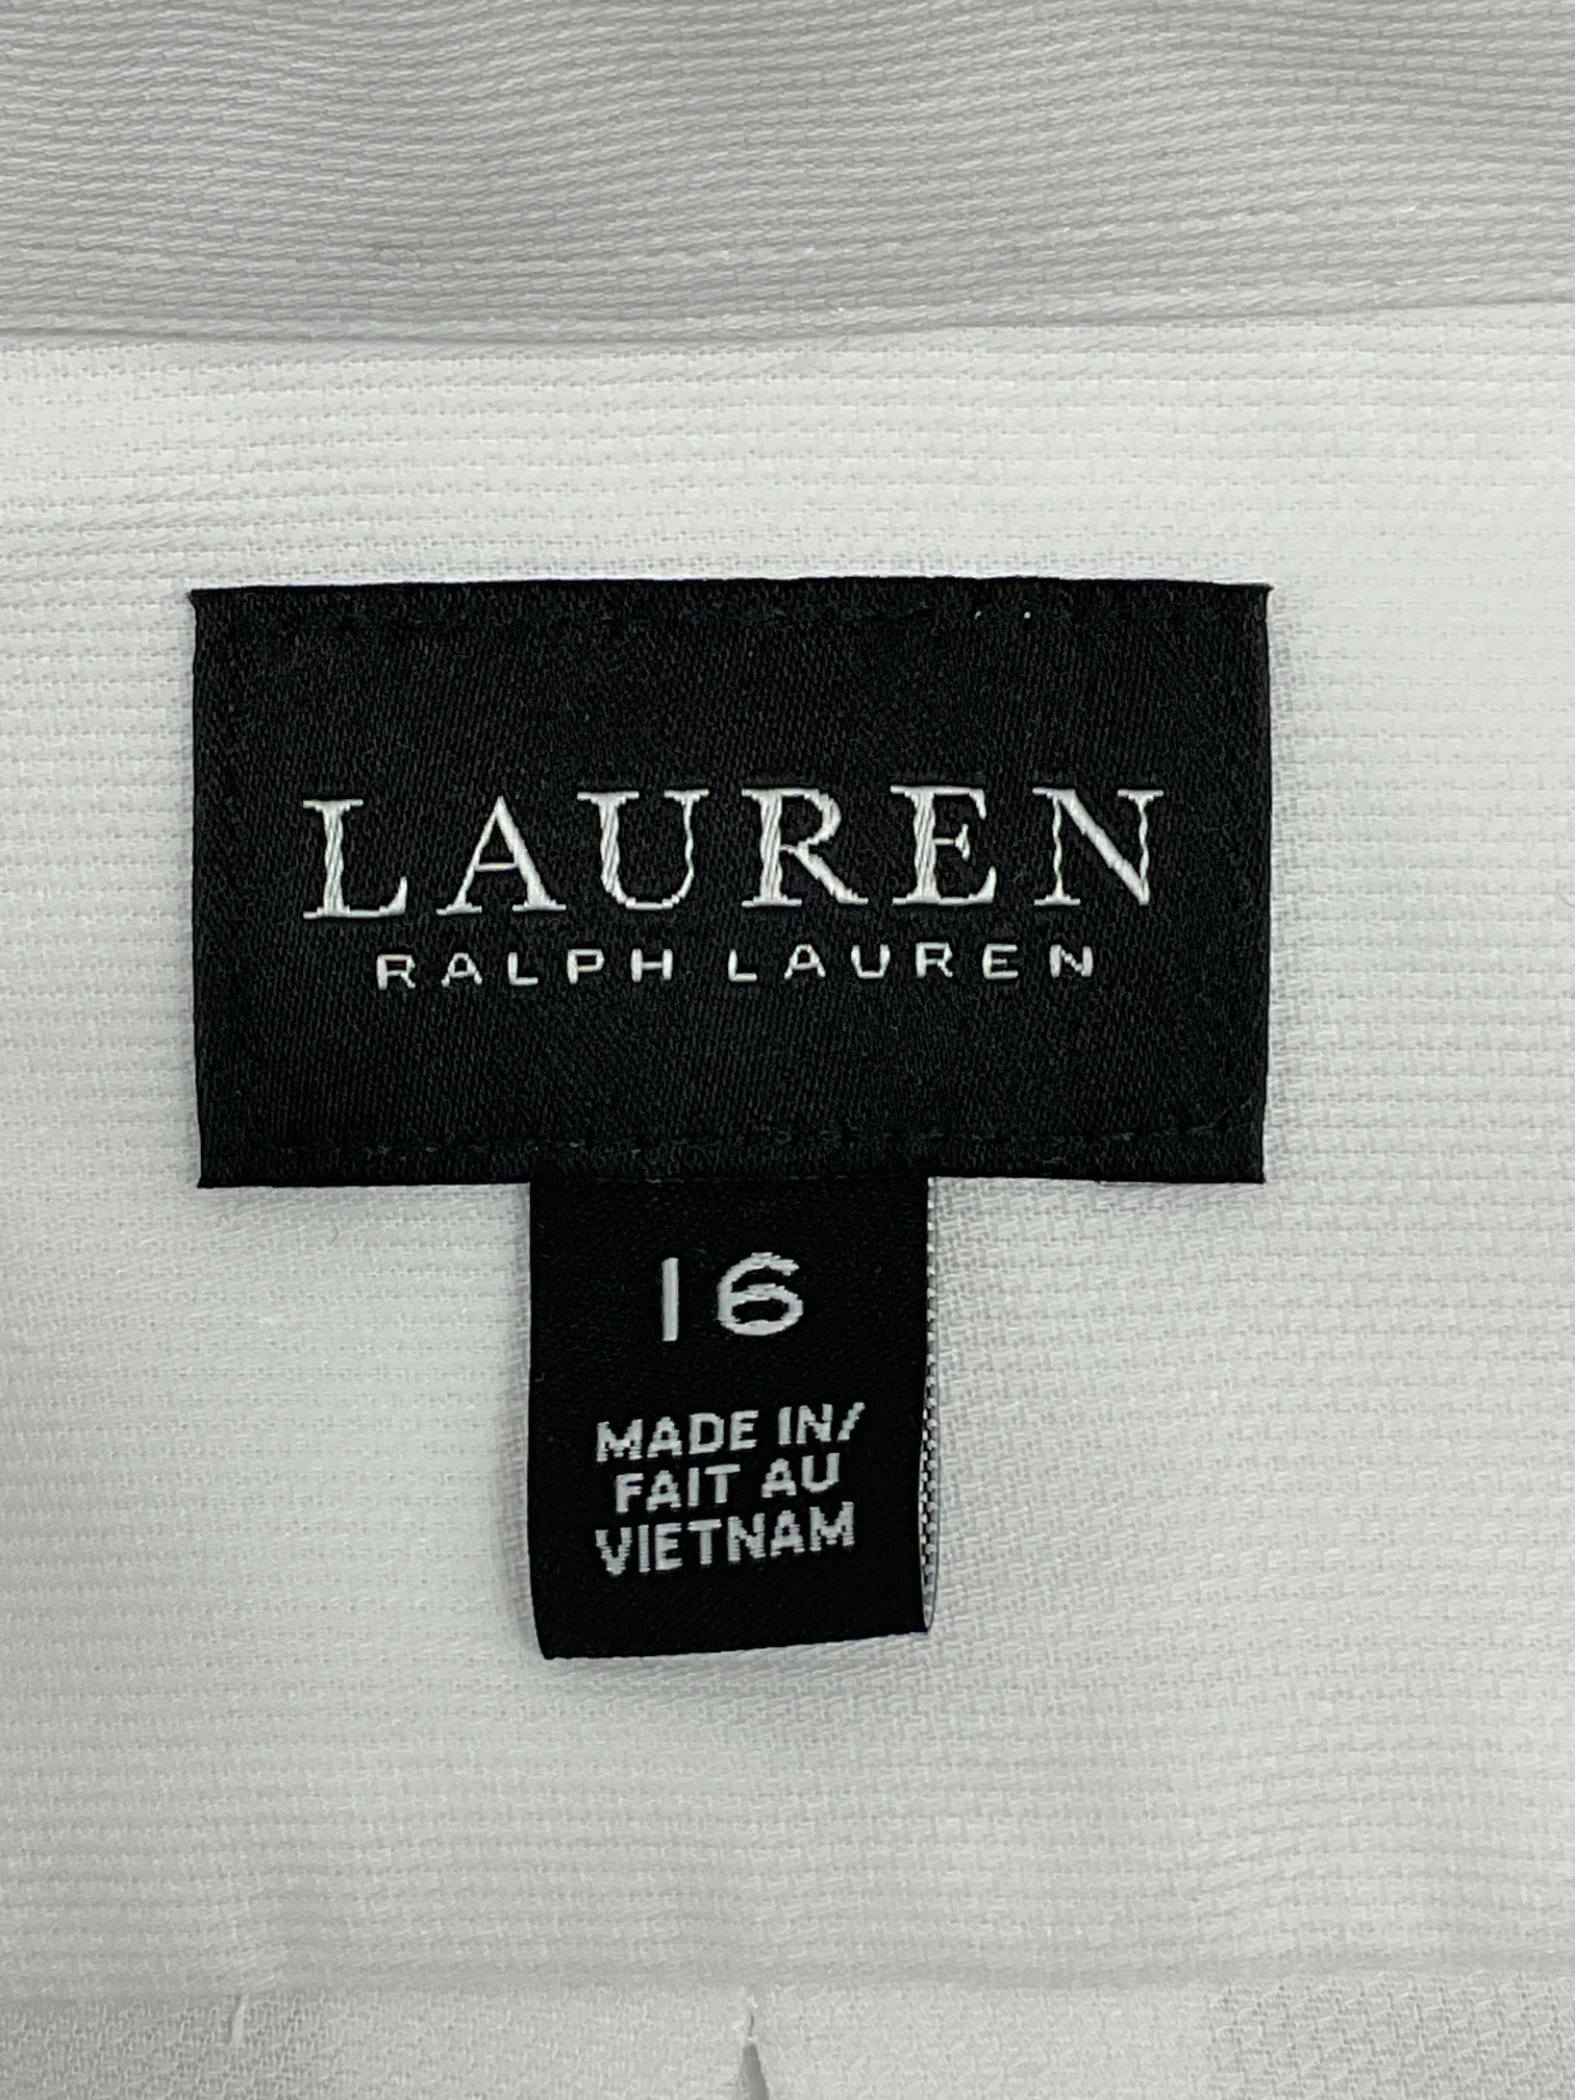 LAUREN
RALPH LAUREN
16
MADE IN/
FAIT AU
VIETNAM